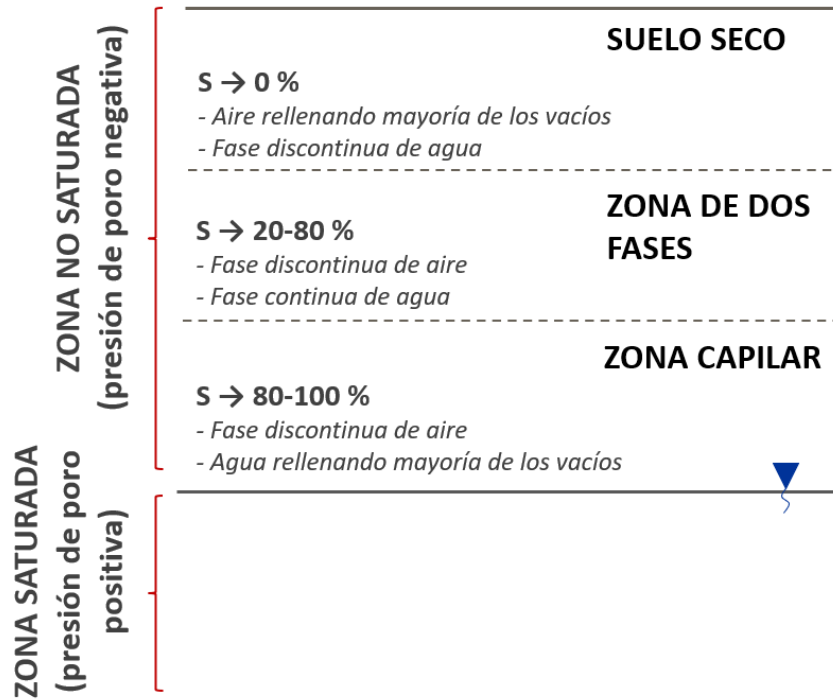 ZONA NO SATURADA
(presión de poro negativa)
SUELO SECO
S → 0 %
- Aire rellenando mayoría de los vacíos
- Fase discontinua de agua
ZONA DE DOS
FASES
S → 20-80 %
- Fase discontinua de aire
- Fase continua de agua
ZONA CAPILAR
S → 80-100 %
- Fase discontinua de aire
- Agua rellenando mayoría de los vacíos
ZONA SATURADA
(presión de poro
positiva)